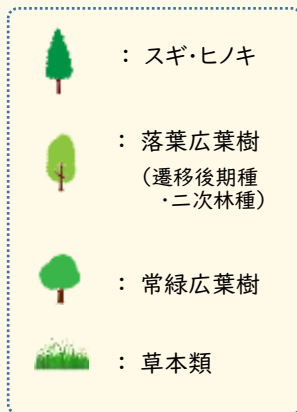 ： スギ・ヒノキ
： 落葉広葉樹
（遷移後期種
・二次林種）
： 常緑広葉樹
： 草本類